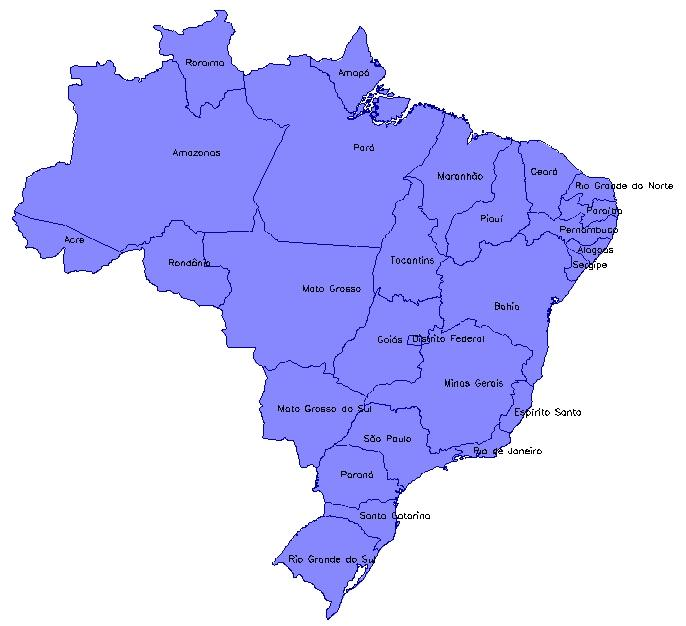 Roraima
Amapá
Amazonas
Pará
Maranhão
Ceará
Rio Grande do Norte
Paraíba
Piauí
Pernambuco
Acre
Alagoas
Rondônia
Tocantins
Sergipe
Mato Grosso
Bahia
Goiás
Distrito Federal
Minas Gerais
Mato Grosso do Sul
Espírito Santo
São Paulo
Rio de Janeiro
Paraná
Santa Catarina
Rio Grande do Sul